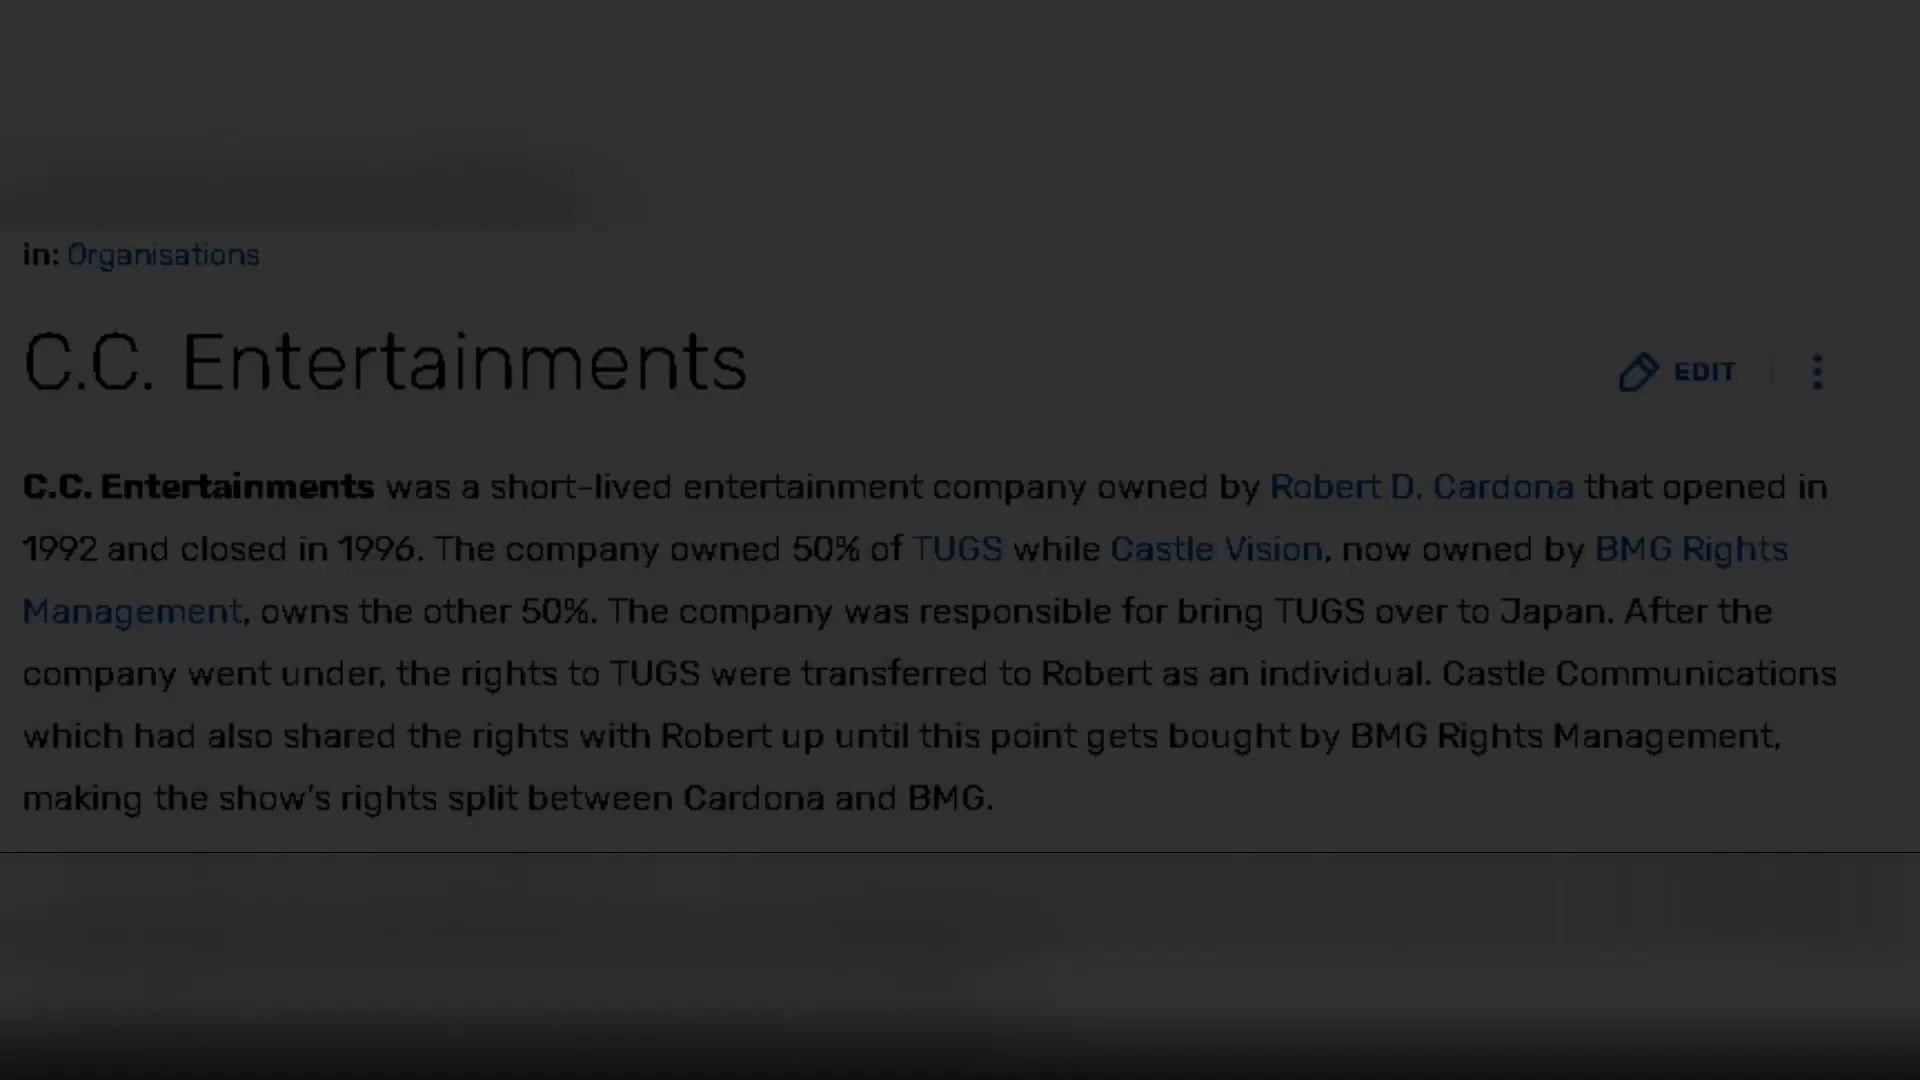 in: Organisations
C.C. Entertainments
EDIT
C.C. Entertainments was a short-lived entertainment company owned by Robert D. Cardona that opened in
1992 and closed in 1996. The company owned 50% of TUGS while Castle Vision, now owned by BMG Rights
Management, owns the other 50%. The company was responsible for bring TUGS over to Japan. After the
company went under, the rights to TUGS were transferred to Robert as an individual. Castle Communications
which had also shared the rights with Robert up until this point gets bought by BMG Rights Management,
making the show's rights split between Cardona and BMG.